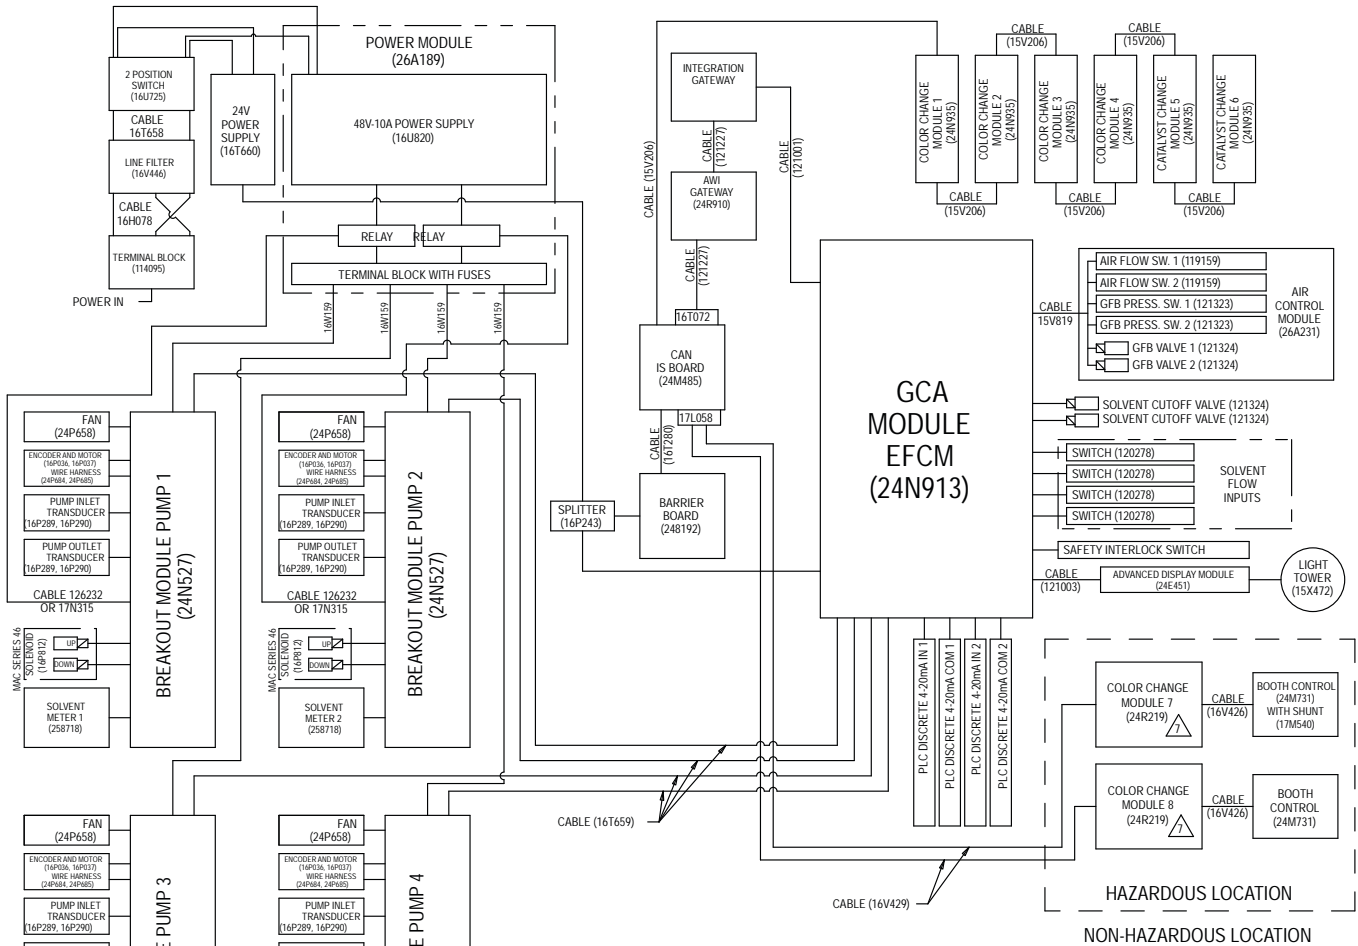 2 POSITION
SWITCH
(16U725)
CABLE
16T658
LINE FILTER
(16V446)
CABLE
16H078
TERMINAL BLOCK
(114095)
POWER IN
24V
POWER
SUPPLY
(16T660)
POWER MODULE
(26A189)
48V-10A POWER SUPPLY
(16U820)
RELAY
RELAY
TERMINAL BLOCK WITH FUSES
16W159
16W159
16W159
16W159
INTEGRATION
GATEWAY
CABLE
(121227)
CABLE
(121001)
AWI
GATEWAY
(24R910)
CABLE (15V206)
CABLE
(121227)
16T072
CAN
IS BOARD
(24M485)
17L058
CABLE
(16T280)
BARRIER
BOARD
(248192)
SPLITTER
(16P243)
CABLE
(15V206)
CABLE
(15V206)
COLOR CHANGE
MODULE 1
(24N935)
COLOR CHANGE
MODULE 2
(24N935)
COLOR CHANGE
MODULE 3
(24N935)
COLOR CHANGE
MODULE 4
(24N935)
CATALYST CHANGE
MODULE 5
(24N935)
CATALYST CHANGE
MODULE 6
(24N935)
CABLE
(15V206)
CABLE
(15V206)
CABLE
(15V206)
GCA
MODULE
EFCM
(24N913)
CABLE
15V819
AIR FLOW SW. 1 (119159)
AIR FLOW SW. 2 (119159)
GFB PRESS. SW. 1 (121323)
GFB PRESS. SW. 2 (121323)
GFB VALVE 1 (121324)
GFB VALVE 2 (121324)
AIR
CONTROL
MODULE
(26A231)
SOLVENT CUTOFF VALVE (121324)
SOLVENT CUTOFF VALVE (121324)
SWITCH (120278)
SWITCH (120278)
SWITCH (120278)
SWITCH (120278)
SOLVENT
FLOW
INPUTS
SAFETY INTERLOCK SWITCH
CABLE
(121003)
ADVANCED DISPLAY MODULE
(24E451)
LIGHT
TOWER
(15X472)
FAN
(24P658)
ENCODER AND MOTOR
(16P036, 16P037)
WIRE HARNESS
(24P684, 24P685)
PUMP INLET
TRANSDUCER
(16P289, 16P290)
PUMP OUTLET
TRANSDUCER
(16P289, 16P290)
CABLE 126232
OR 17N315
MAC SERIES 46
SOLENOID
(16P812)
UP
DOWN
SOLVENT
METER 1
(258718)
BREAKOUT MODULE PUMP 1
(24N527)
FAN
(24P658)
ENCODER AND MOTOR
(16P036, 16P037)
WIRE HARNESS
(24P684, 24P685)
PUMP INLET
TRANSDUCER
(16P289, 16P290)
PUMP OUTLET
TRANSDUCER
(16P289, 16P290)
CABLE 126232
OR 17N315
MAC SERIES 46
SOLENOID
(16P812)
UP
DOWN
SOLVENT
METER 2
(258718)
BREAKOUT MODULE PUMP 2
(24N527)
PLC DISCRETE 4-20mA IN 1
PLC DISCRETE 4-20mA COM 1
PLC DISCRETE 4-20mA IN 2
PLC DISCRETE 4-20mA COM 2
COLOR CHANGE
MODULE 7
(24R219)
7
CABLE
(16V426)
BOOTH CONTROL
(24M731)
WITH SHUNT
(17M540)
COLOR CHANGE
MODULE 8
(24R219)
7
CABLE
(16V426)
BOOTH
CONTROL
(24M731)
HAZARDOUS LOCATION
NON-HAZARDOUS LOCATION
CABLE (16T659)
CABLE (16V429)
FAN
(24P658)
ENCODER AND MOTOR
(16P036, 16P037)
WIRE HARNESS
(24P684, 24P685)
PUMP INLET
TRANSDUCER
(16P289, 16P290)
E PUMP 3
FAN
(24P658)
ENCODER AND MOTOR
(16P036, 16P037)
WIRE HARNESS
(24P684, 24P685)
PUMP INLET
TRANSDUCER
(16P289, 16P290)
E PUMP 4